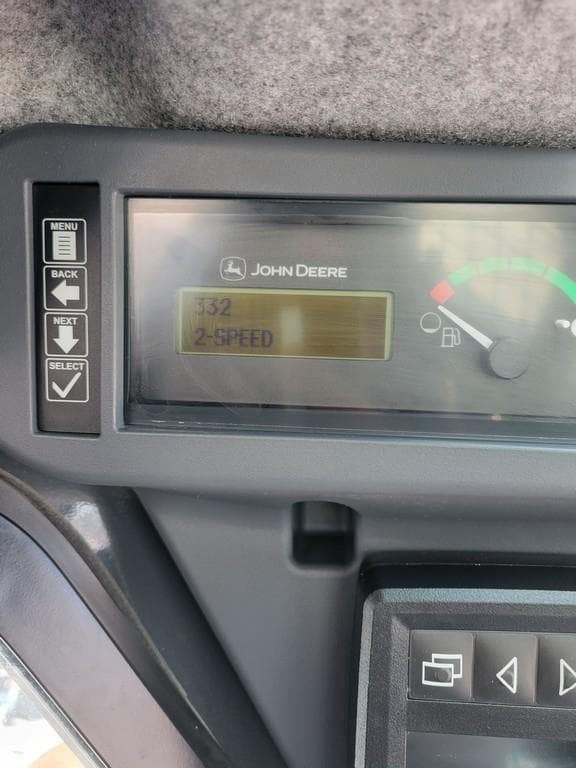 MENU
BACK
NEXT
SELECT
JOHN DEERE
332
2-SPEED